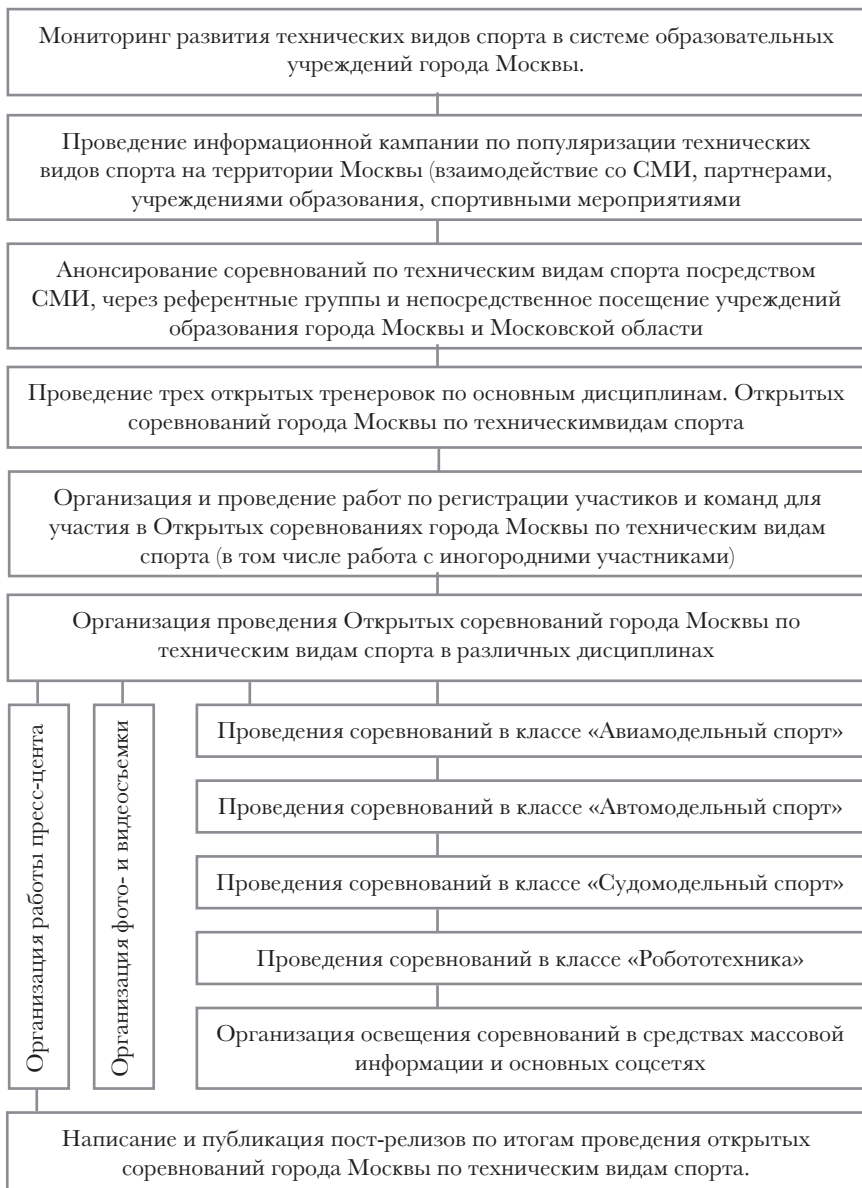 Мониторинг развития технических видов спорта в системе образовательных
учреждений города Москвы.
Проведение информационной кампании по популяризации технических
видов спорта на территории Москвы (взаимодействие со СМИ, партнерами,
учреждениями образования, спортивными мероприятиями
Анонсирование соревнований по техническим видам спорта посредством
СМИ, через референтные группы и непосредственное посещение учреждений
образования города Москвы и Московской области
Проведение трех открытых тренеровок по основным дисциплинам. Открытых
соревнований города Москвы по техническимвидам спорта
Организация и проведение работ по регистрации участиков и команд для
участия в Открытых соревнованиях города Москвы по техническим видам
спорта (в том числе работа с иногородними участниками)
Организация проведения Открытых соревнований города Москвы по
техническим видам спорта в различных дисциплинах
Организация работы пресс-цента
Организация фото- и видеосъемки
Проведения соревнований в классе «Авиамодельный спорт»
Проведения соревнований в классе «Автомодельный спорт»
Проведения соревнований в классе «Судомодельный спорт»
Проведения соревнований в классе «Робототехника»
Организация освещения соревнований в средствах массовой
информации и основных соцсетях
Написание и публикация пост-релизов по итогам проведения открытых
соревнований города Москвы по техническим видам спорта.